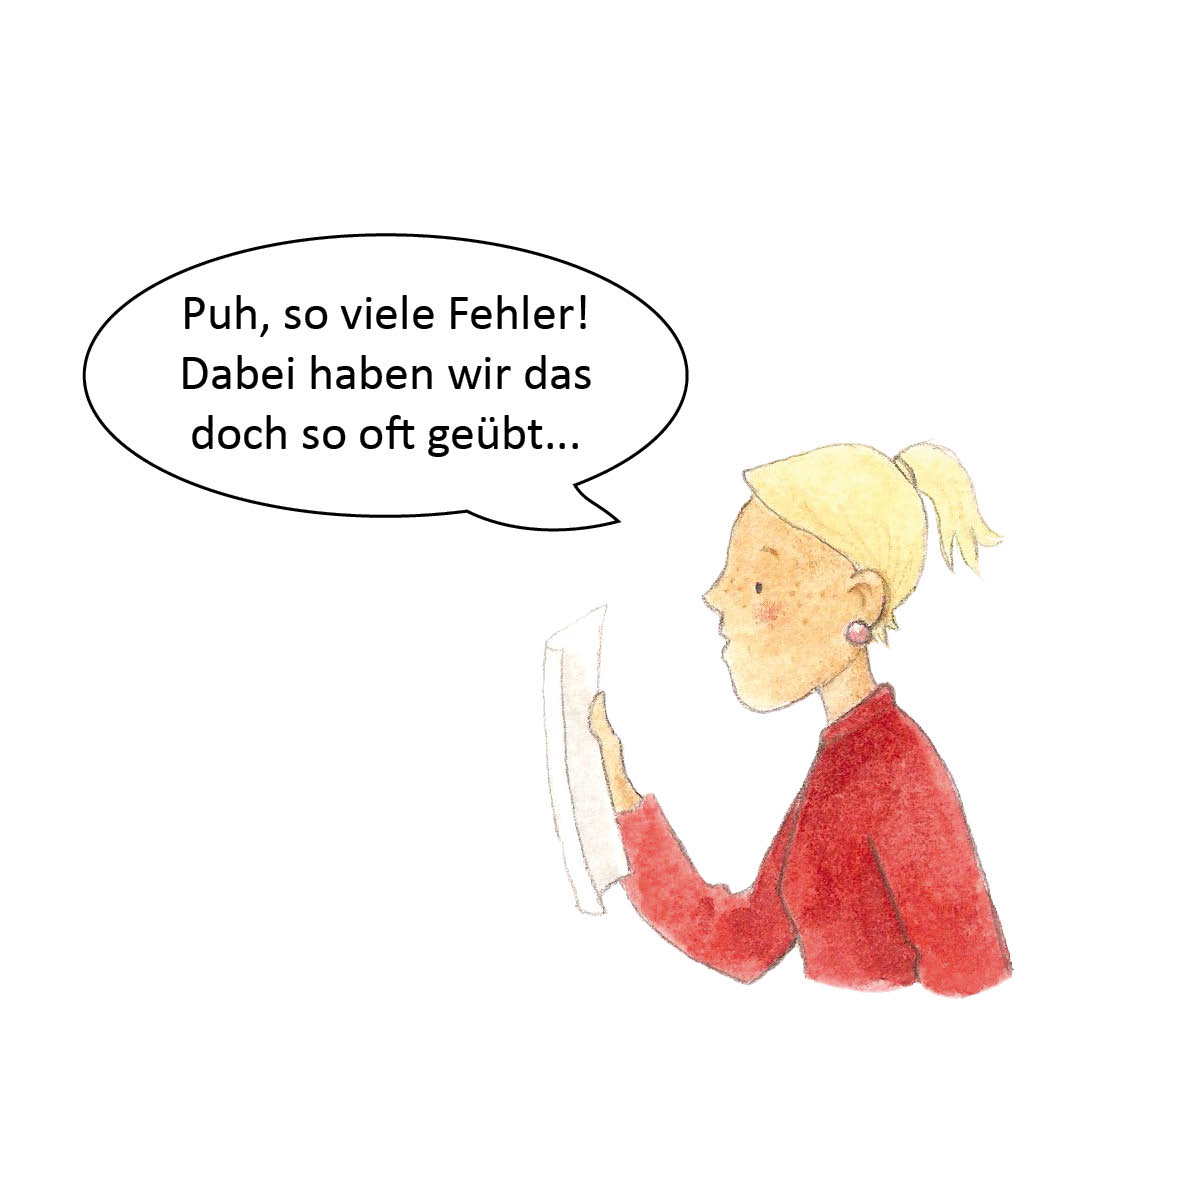 Puh, so viele Fehler!
Dabei haben wir das
doch so oft geübt...